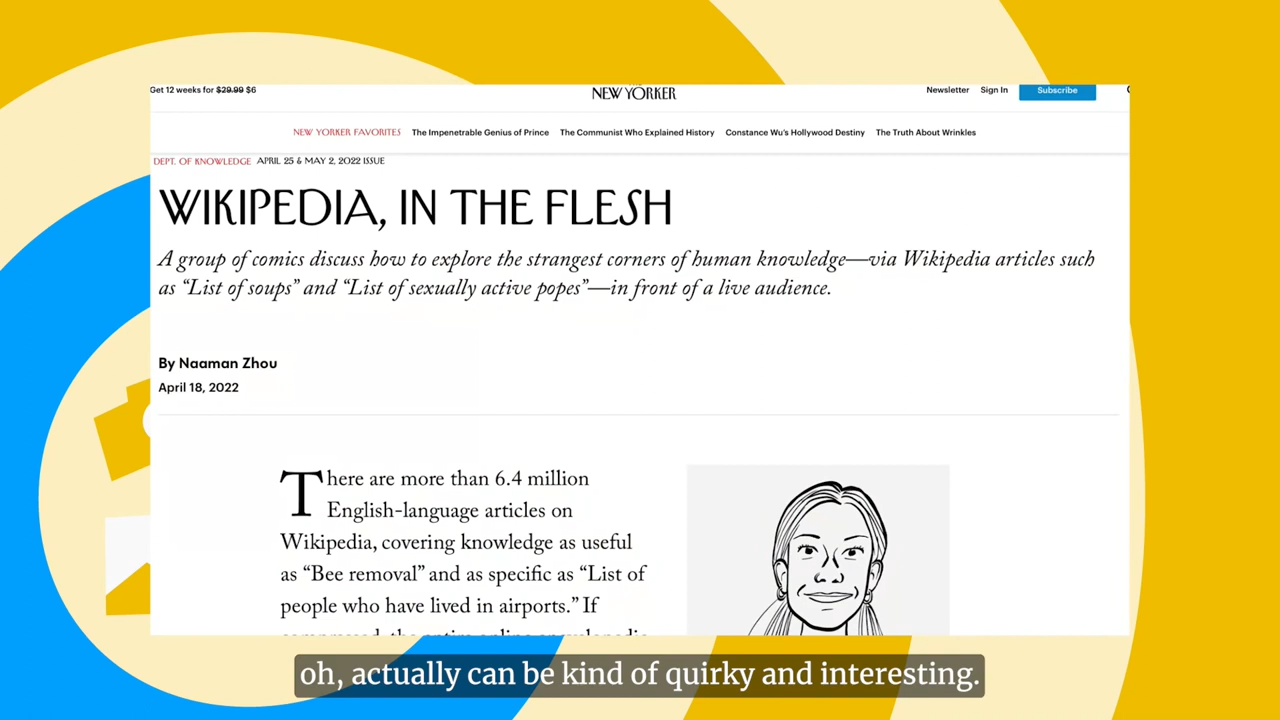 Get 12 weeks for $29.99 $6
NEW YORKER
Newsletter Sign In Subscribe
NEW YORKER FAVORITES The Impenetrable Genius of Prince The Communist Who Explained History Constance Wu's Hollywood Destiny The Truth About Wrinkles
DEPT. OF KNOWLEDGE APRIL 25 & MAY 2, 2022 ISSUE
WIKIPEDIA, IN THE FLESH
A group of comics discuss how to explore the strangest corners of human knowledge—via Wikipedia articles such
as “List of soups” and “List of sexually active popes”—in front of a live audience.
By Naaman Zhou
April 18, 2022
There are more than 6.4 million
English-language articles on
Wikipedia, covering knowledge as useful
as “Bee removal” and as specific as “List of
people who have lived in airports.” If
oh, actually can be kind of quirky and interesting.